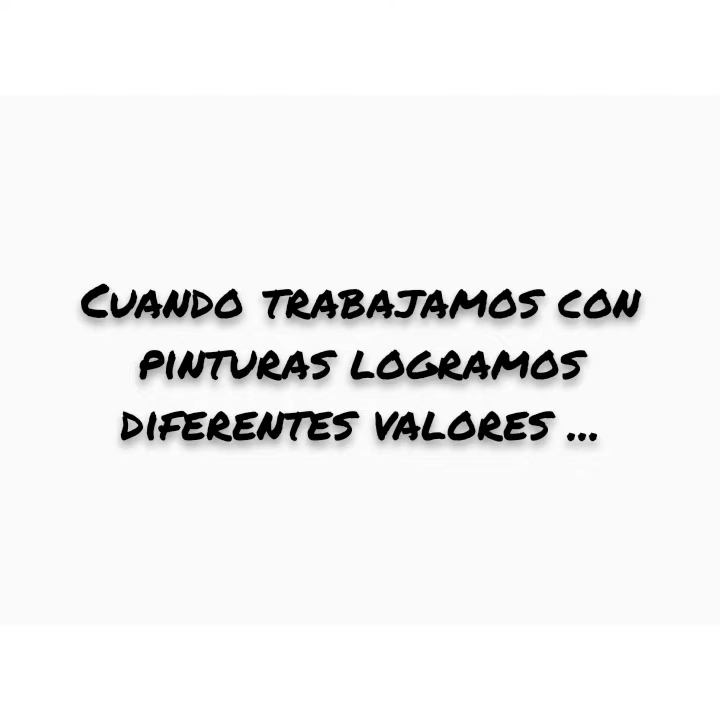 Cuando trabajamos con
pinturas logramos
diferentes valores ...